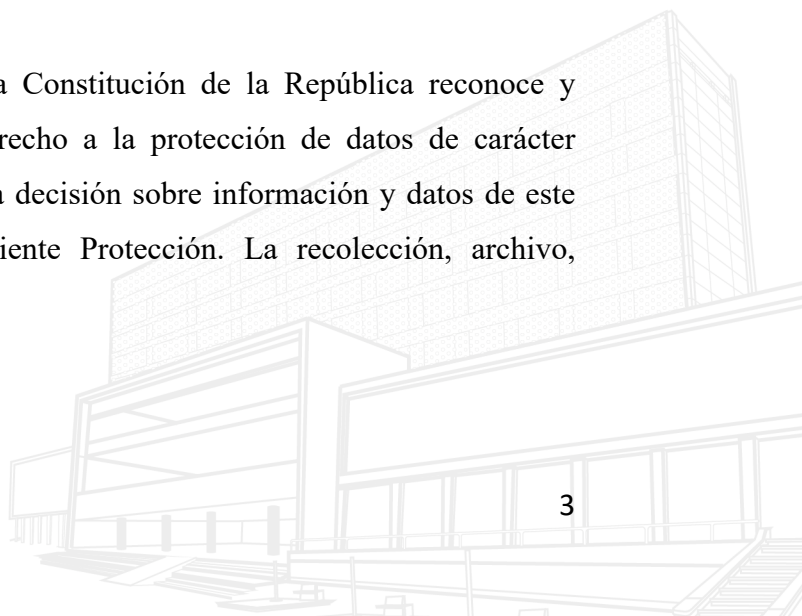 a Constitución de la República reconoce y
recho a la protección de datos de carácter
a decisión sobre información y datos de este
iente Protección. La recolección, archivo,
3